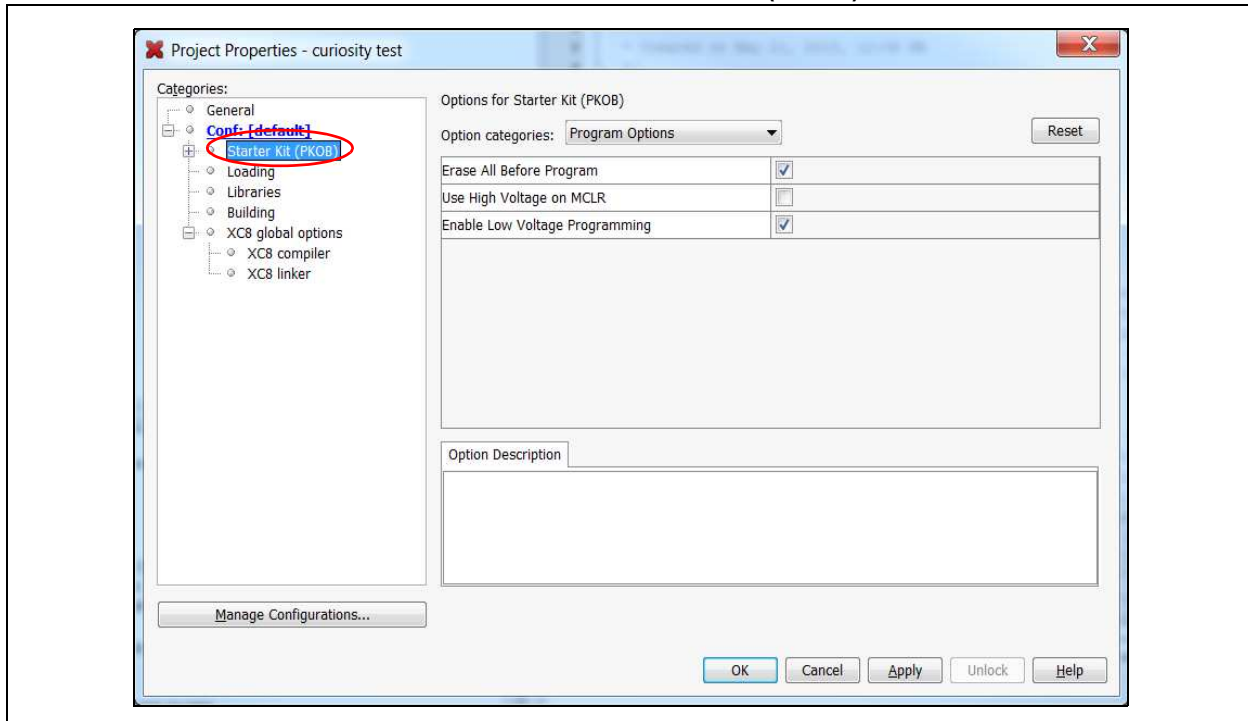 Project Properties - curiosity test
X
Categories:
General
Conf: [default]
Starter Kit (PKOB)
Loading
Libraries
Building
XC8 global options
XC8 compiler
XC8 linker
Manage Configurations...
Options for Starter Kit (PKOB)
Option categories: Program Options
Reset
Erase All Before Program
Use High Voltage on MCLR
Enable Low Voltage Programming
Option Description
OK Cancel Apply Unlock Help